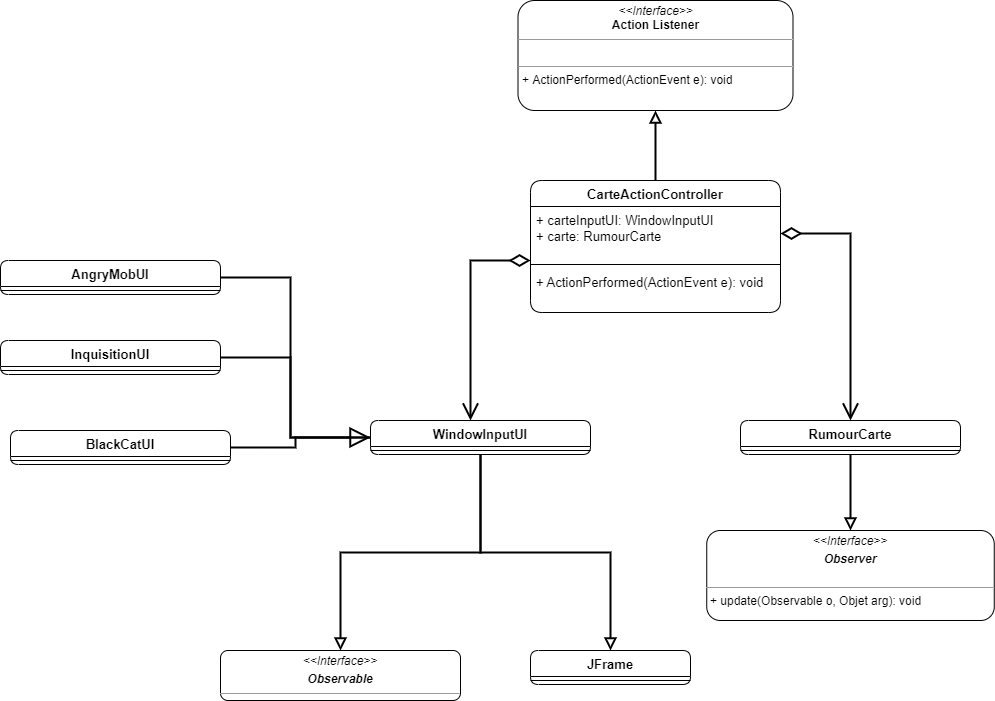 <<Interface>>
Action Listener
+ ActionPerformed(ActionEvent e): void
CarteActionController
+ carteInputUI: WindowInputUI
+ carte: RumourCarte
+ ActionPerformed(ActionEvent e): void
AngryMobUI
InquisitionUI
BlackCatUI
WindowInputUI
RumourCarte
<<Interface>>
Observer
+ update(Observable o, Objet arg): void
<<Interface>>
Observable
JFrame